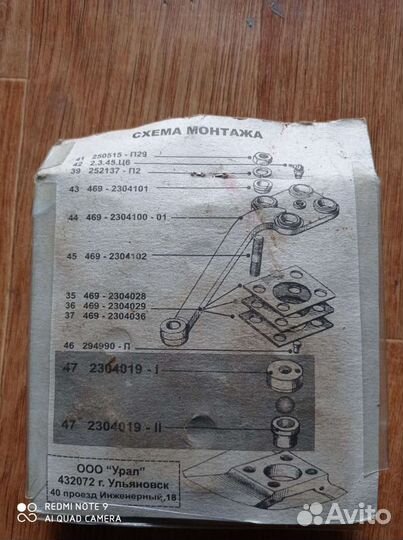 СХЕМА МОНТАЖА
41 250515 - П29
42 2.3.45.Ц6
39 252137 - П2
43 469 - 2304101
44 469 - 2304100 - 01
45 469 - 2304102
35 469 - 2304028
36 469 - 2304029
37 469 - 2304036
46 294990 - П
47 2304019 - I
47 2304019 - II
ООО "Урал"
432072 г. Ульяновск
40 проезд Инженерный,18
REDMI NOTE 9
AI QUAD CAMERA
Avito